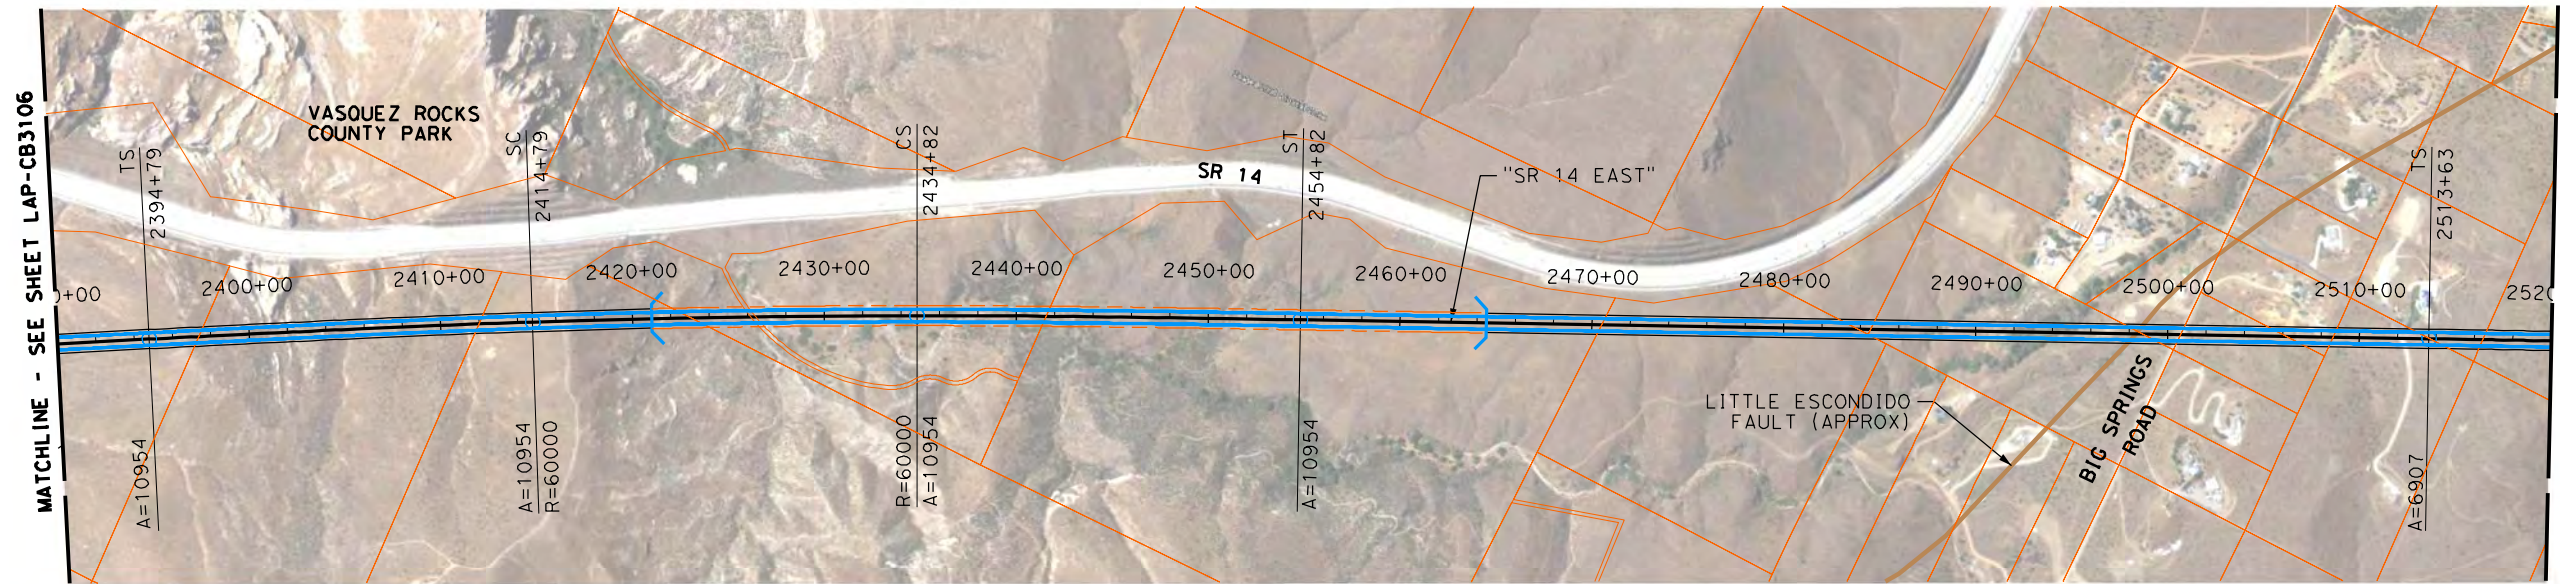 MATCHLINE - SEE SHEET LAP-CB3106
VASQUEZ ROCKS
COUNTY PARK
TS
2394+79
SC
2414+79
CS
2434+82
ST
2454+82
TS
2513+63
SR 14
"SR 14 EAST"
0+00
2400+00
2410+00
2420+00
2430+00
2440+00
2450+00
2460+00
2470+00
2480+00
2490+00
2500+00
2510+00
252
A=10954
A=10954
R=60000
R=60000
A=10954
A=10954
A=6907
LITTLE ESCONDIDO
FAULT (APPROX)
BIG SPRINGS
ROAD